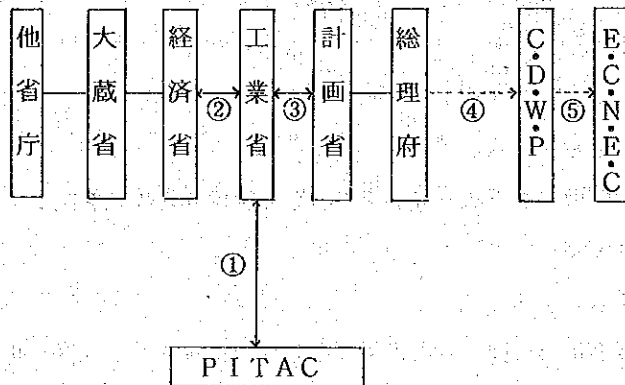 他省庁
大蔵省
経済省
工業省
計画省
総理府
C・D・W・P
E・C・N・E・C
②
③
④
⑤
①
PITAC